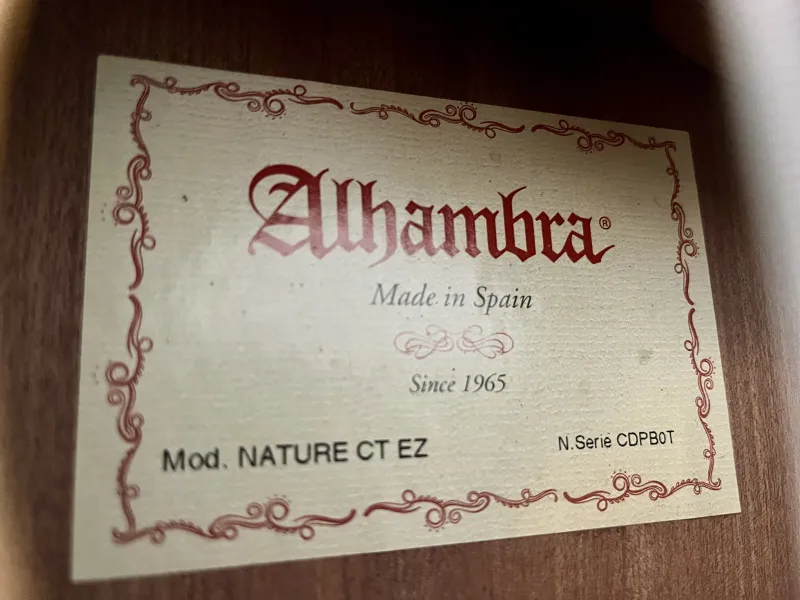 Alhambra®
Made in Spain
Since 1965
Mod. NATURE CT EZ
N.Serie CDPB0T